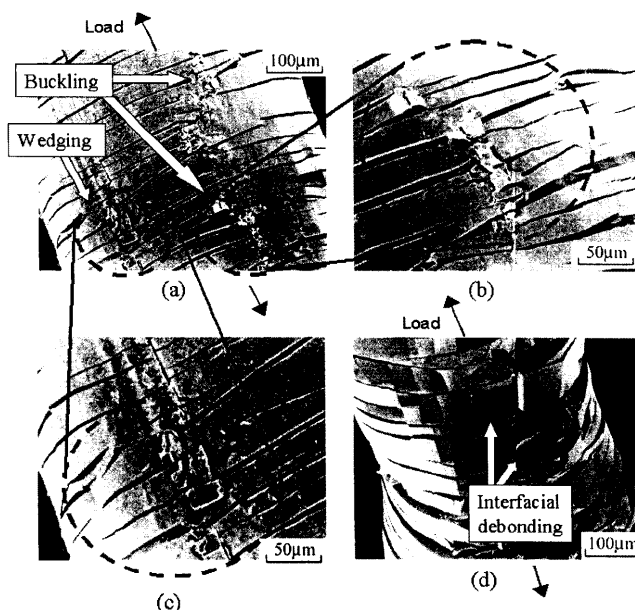 Load
100μm
Buckling
Wedging
(a)
50μm
(b)
50μm
(c)
Load
Interfacial
debonding
100μm
(d)